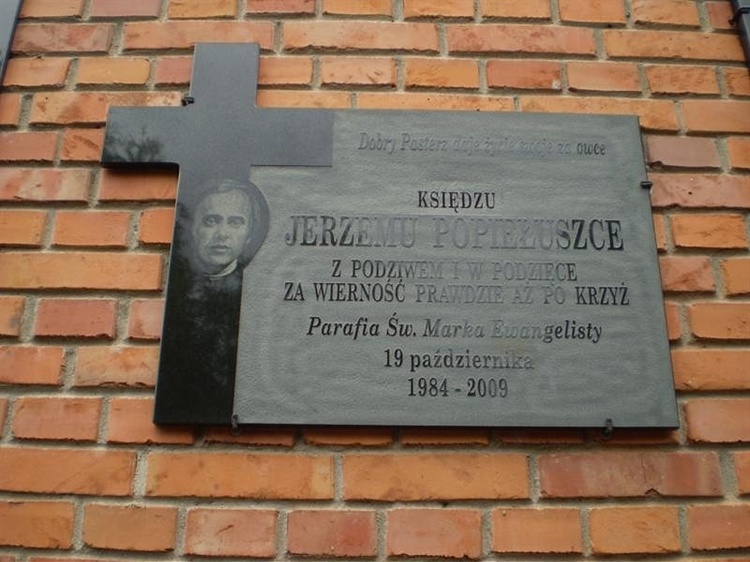 Dobry Pasterz daje życie swoje za owce
KSIĘDZU
JERZEMU POPIEŁUSZCE
Z PODZIWEM I W PODZIĘCE
ZA WIERNOŚĆ PRAWDZIE AŻ PO KRZYŻ
Parafia Św. Marka Ewangelisty
19 października
1984 - 2009